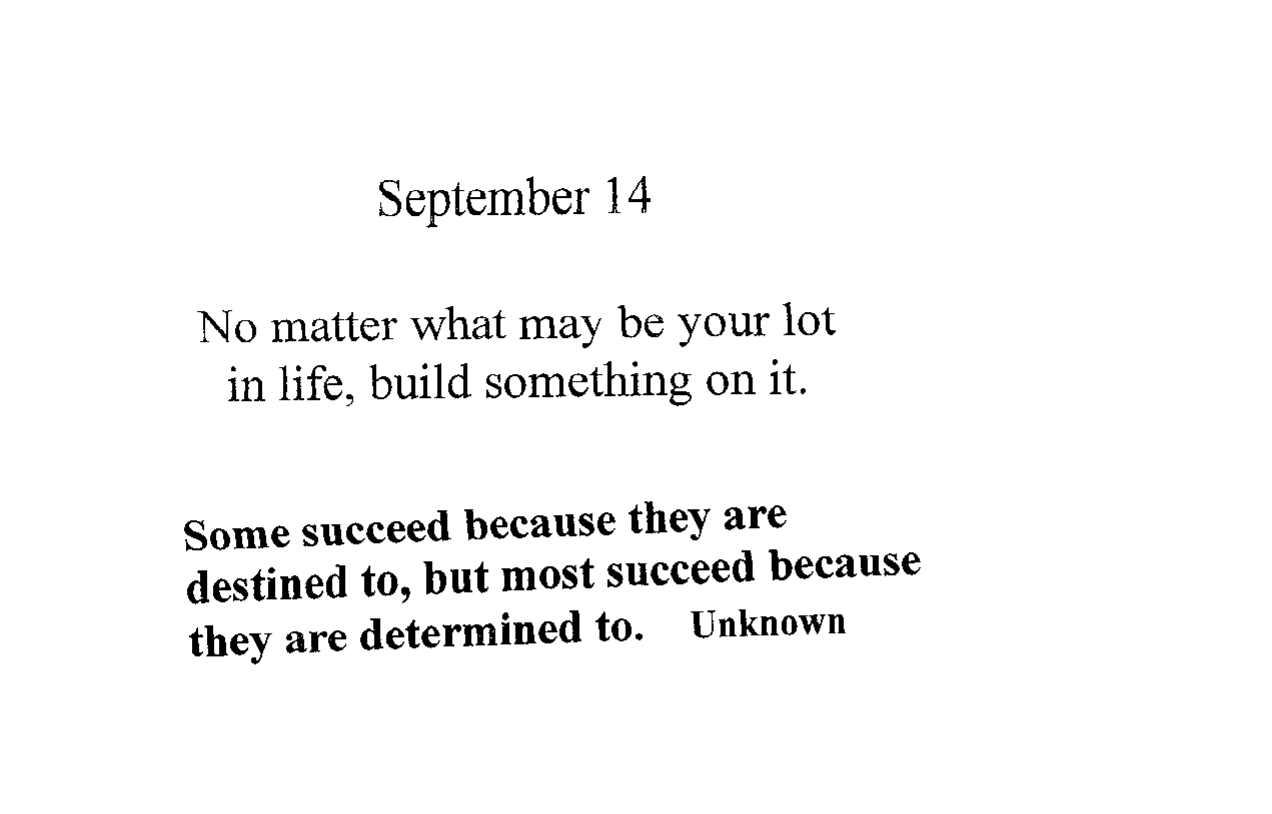 September 14
No matter what may be your lot
in life, build something on it.
Some succeed because they are
destined to, but most succeed because
they are determined to. Unknown